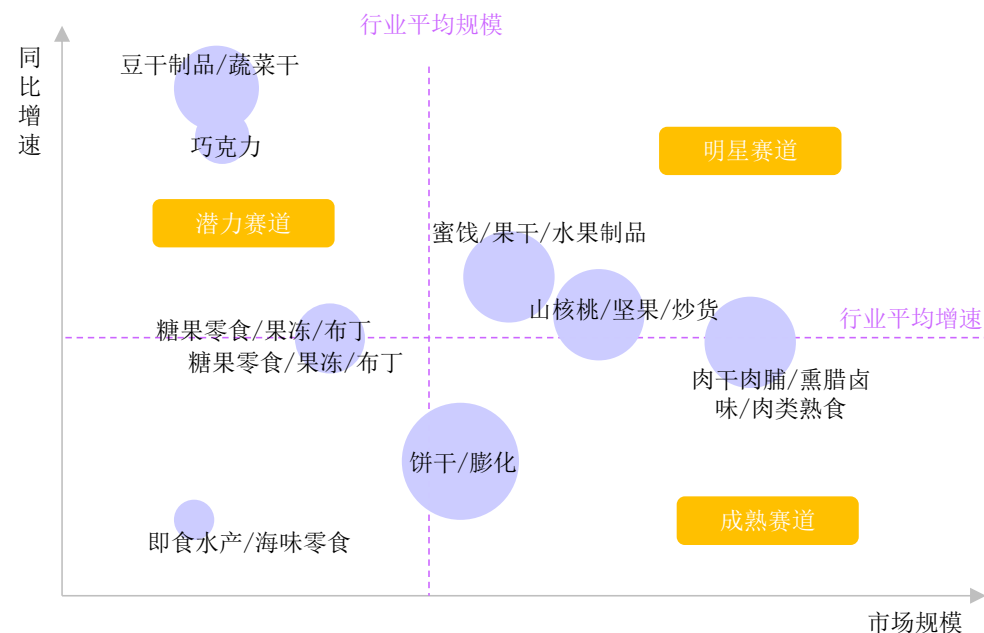 行业平均规模
同
比
增
速
豆干制品/蔬菜干
巧克力
明星赛道
潜力赛道
蜜饯/果干/水果制品
山核桃/坚果/炒货
行业平均增速
糖果零食/果冻/布丁
糖果零食/果冻/布丁
肉干肉脯/熏腊卤
味/肉类熟食
饼干/膨化
成熟赛道
即食水产/海味零食
市场规模